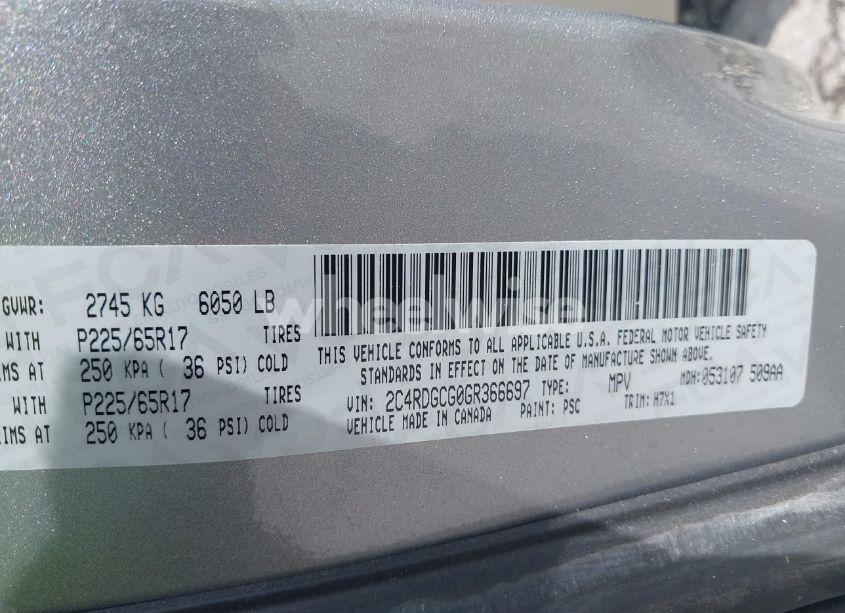 GVWR: 2745 KG 6050 LB
WITH P225/65R17 TIRES
IMS AT 250 KPA ( 36 PSI) COLD
WITH P225/65R17 TIRES
IMS AT 250 KPA ( 36 PSI) COLD
THIS VEHICLE CONFORMS TO ALL APPLICABLE U.S.A. FEDERAL MOTOR VEHICLE SAFETY
STANDARDS IN EFFECT ON THE DATE OF MANUFACTURE SHOWN ABOVE.
VIN: 2C4RDGCG0GR366697 TYPE: MPV MDH: 053107 509AA
VEHICLE MADE IN CANADA PAINT: PSC TRIM: H7X1
wheelwise